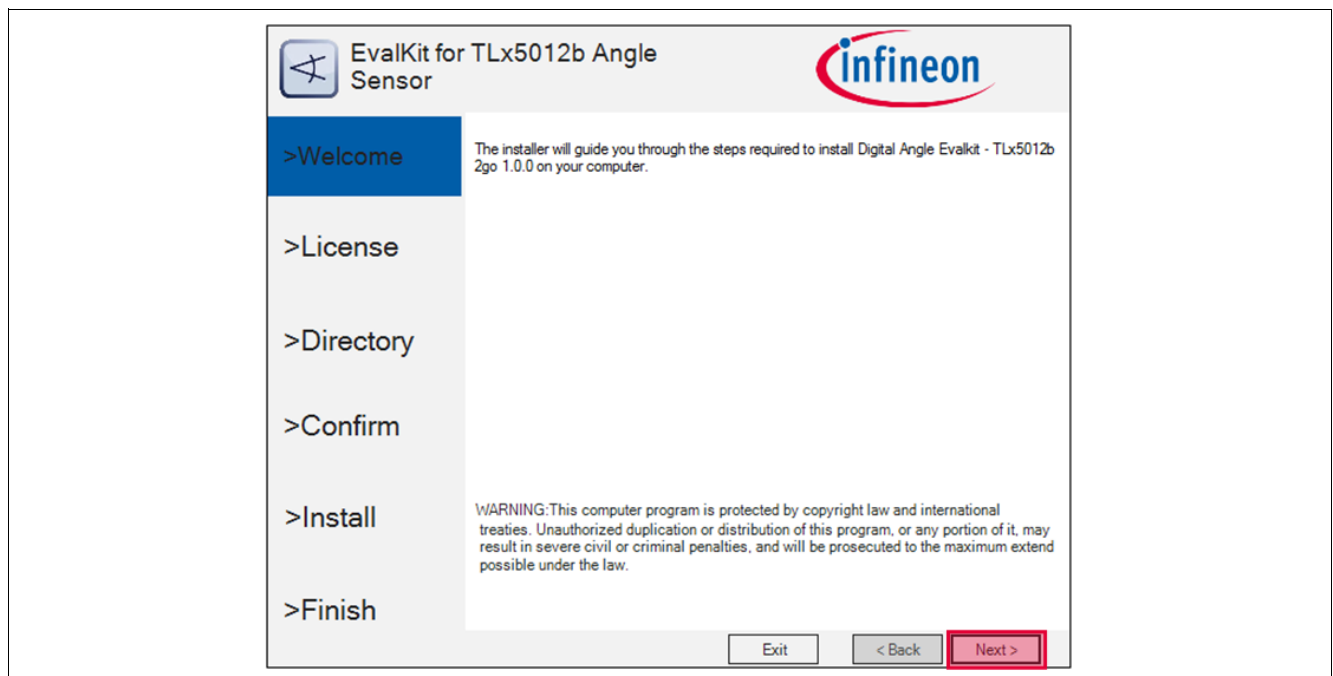 EvalKit for TLx5012b Angle
Sensor
infineon
>Welcome
The installer will guide you through the steps required to install Digital Angle Evalkit - TLx5012b
2go 1.0.0 on your computer.
>License
>Directory
>Confirm
>Install
WARNING:This computer program is protected by copyright law and international
treaties. Unauthorized duplication or distribution of this program, or any portion of it, may
result in severe civil or criminal penalties, and will be prosecuted to the maximum extend
possible under the law.
>Finish
Exit
< Back
Next >